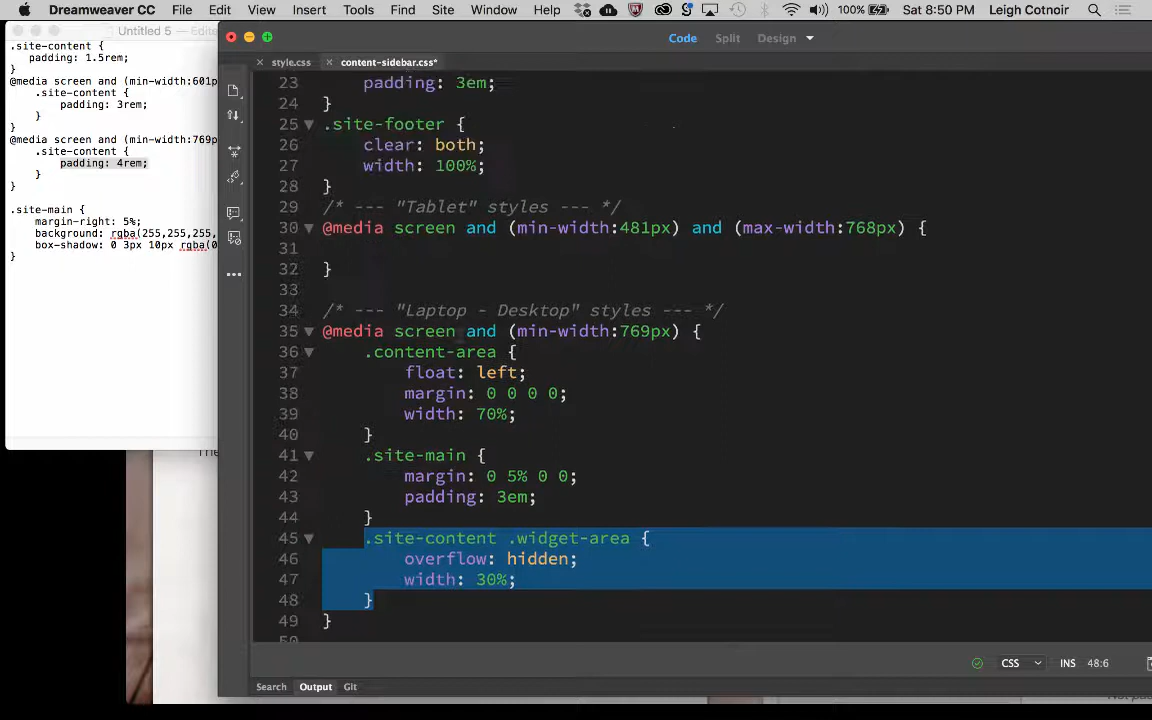 Dreamweaver CC File Edit View Insert Tools Find Site Window Help 100% Sat 8:50 PM Leigh Cotnoir
Untitled 5 — Edite
.site-content {
padding: 1.5rem;
}
@media screen and (min-width:601p
.site-content {
padding: 3rem;
}
}
@media screen and (min-width:769p
.site-content {
padding: 4rem;
}
}
.site-main {
margin-right: 5%;
background: rgba(255,255,255,
box-shadow: 0 3px 10px rgba(0
}
Code Split Design
style.css content-sidebar.css*
23 padding: 3em;
24 }
25 .site-footer {
26 clear: both;
27 width: 100%;
28 }
29 /* --- "Tablet" styles --- */
30 @media screen and (min-width:481px) and (max-width:768px) {
31
32 }
33
34 /* --- "Laptop - Desktop" styles --- */
35 @media screen and (min-width:769px) {
36 .content-area {
37 float: left;
38 margin: 0 0 0 0;
39 width: 70%;
40 }
41 .site-main {
42 margin: 0 5% 0 0;
43 padding: 3em;
44 }
45 .site-content .widget-area {
46 overflow: hidden;
47 width: 30%;
48 }
49 }
50
CSS INS 48:6
Search Output Git